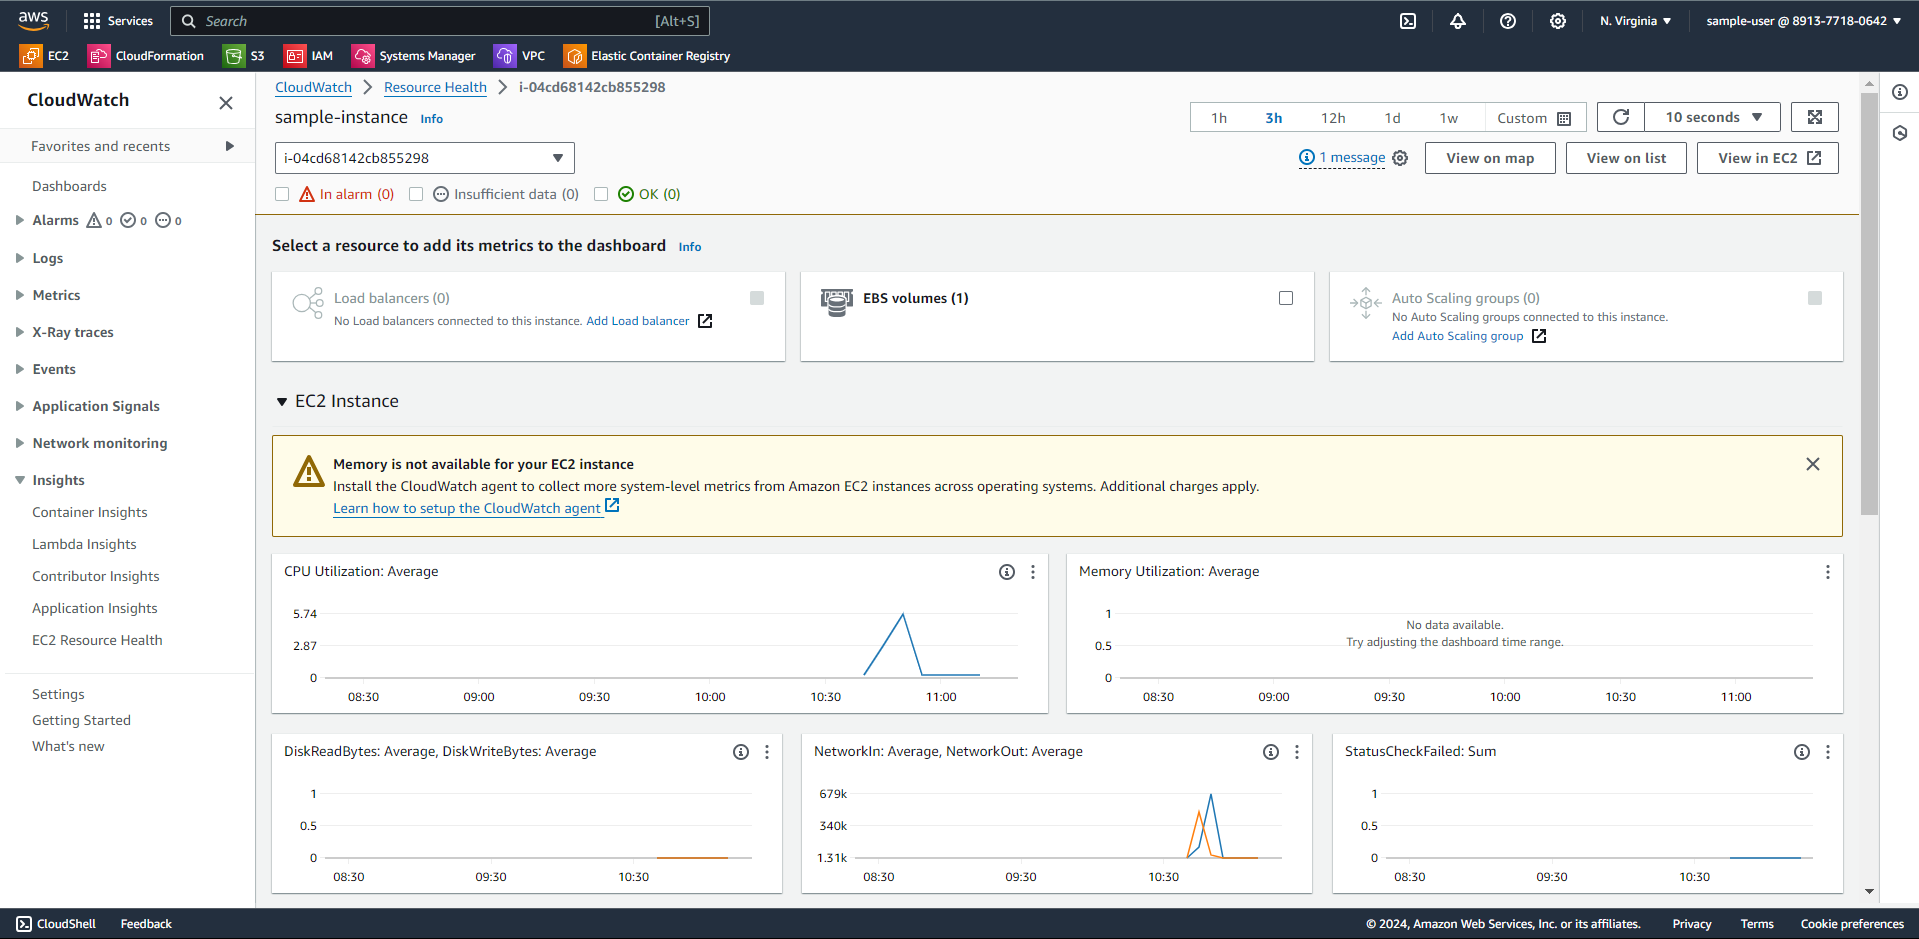 aws
Services
Search
[Alt+S]
N. Virginia
sample-user @ 8913-7718-0642
EC2
CloudFormation
S3
IAM
Systems Manager
VPC
Elastic Container Registry
CloudWatch
Favorites and recents
Dashboards
Alarms 0 0 0
Logs
Metrics
X-Ray traces
Events
Application Signals
Network monitoring
Insights
Container Insights
Lambda Insights
Contributor Insights
Application Insights
EC2 Resource Health
Settings
Getting Started
What's new
CloudWatch
Resource Health
i-04cd68142cb855298
sample-instance Info
1h 3h 12h 1d 1w Custom
10 seconds
i-04cd68142cb855298
1 message
View on map
View on list
View in EC2
In alarm (0)
Insufficient data (0)
OK (0)
Select a resource to add its metrics to the dashboard Info
Load balancers (0)
No Load balancers connected to this instance. Add Load balancer
EBS volumes (1)
Auto Scaling groups (0)
No Auto Scaling groups connected to this instance.
Add Auto Scaling group
EC2 Instance
Memory is not available for your EC2 instance
Install the CloudWatch agent to collect more system-level metrics from Amazon EC2 instances across operating systems. Additional charges apply.
Learn how to setup the CloudWatch agent
CPU Utilization: Average
5.74
2.87
0
08:30 09:00 09:30 10:00 10:30 11:00
Memory Utilization: Average
1
0.5
0
No data available.
Try adjusting the dashboard time range.
08:30 09:00 09:30 10:00 10:30 11:00
DiskReadBytes: Average, DiskWriteBytes: Average
1
0.5
0
08:30 09:30 10:30
NetworkIn: Average, NetworkOut: Average
679k
340k
1.31k
08:30 09:30 10:30
StatusCheckFailed: Sum
1
0.5
0
08:30 09:30 10:30
CloudShell
Feedback
© 2024, Amazon Web Services, Inc. or its affiliates.
Privacy
Terms
Cookie preferences